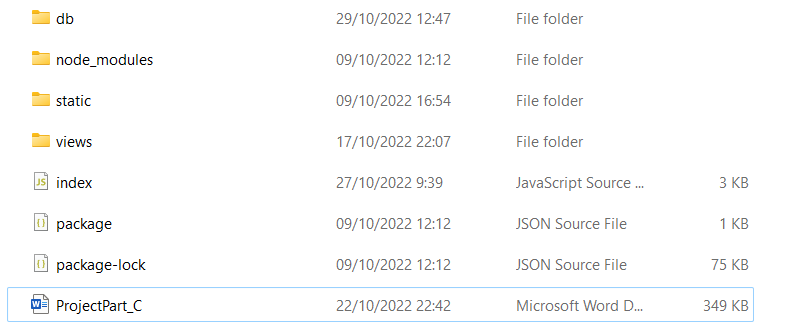 db 29/10/2022 12:47 File folder
node_modules 09/10/2022 12:12 File folder
static 09/10/2022 16:54 File folder
views 17/10/2022 22:07 File folder
JS index 27/10/2022 9:39 JavaScript Source ... 3 KB
package 09/10/2022 12:12 JSON Source File 1 KB
package-lock 09/10/2022 12:12 JSON Source File 75 KB
W ProjectPart_C 22/10/2022 22:42 Microsoft Word D... 349 KB